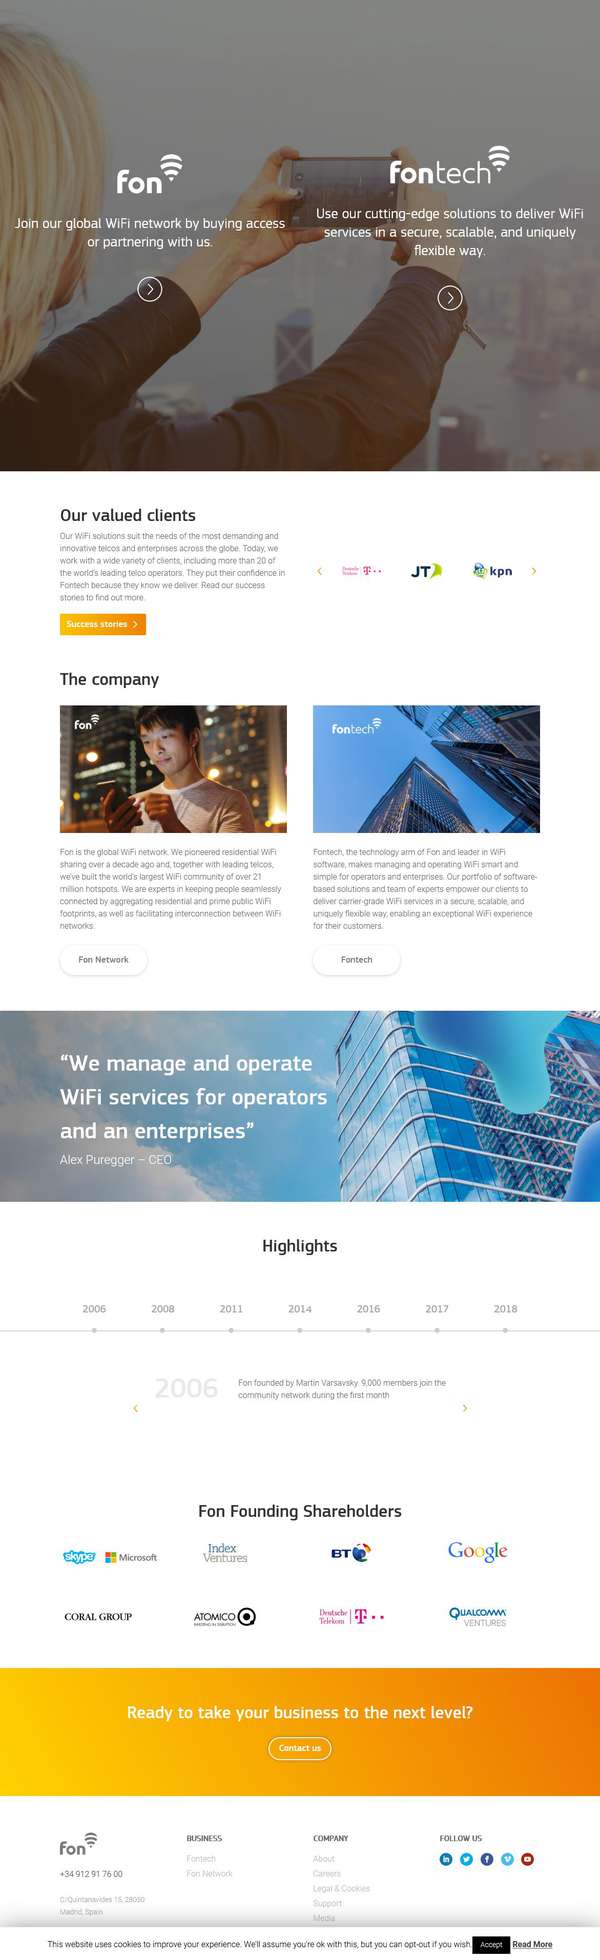 fon
Join our global WiFi network by buying access
or partnering with us.
fontech
Use our cutting-edge solutions to deliver WiFi
services in a secure, scalable, and uniquely
flexible way.
Our valued clients
Our WiFi solutions suit the needs of the most demanding and
innovative telcos and enterprises across the globe. Today, we
work with a wide variety of clients, including more than 20 of
the world's leading telco operators. They put their confidence in
Fontech because they know we deliver. Read our success
stories to find out more.
Success stories
Deutsche
Telekom T
JT
kpn
The company
fon
fontech
Fon is the global WiFi network. We pioneered residential WiFi
sharing over a decade ago and, together with leading telcos,
we've built the world's largest WiFi community of over 21
million hotspots. We are experts in keeping people seamlessly
connected by aggregating residential and prime public WiFi
footprints, as well as facilitating interconnection between WiFi
networks.
Fon Network
Fontech, the technology arm of Fon and leader in WiFi
software, makes managing and operating WiFi smart and
simple for operators and enterprises. Our portfolio of software-
based solutions and team of experts empower our clients to
deliver carrier-grade WiFi services in a secure, scalable, and
uniquely flexible way, enabling an exceptional WiFi experience
for their customers.
Fontech
“We manage and operate
WiFi services for operators
and an enterprises”
Alex Puregger – CEO
Highlights
2006 2008 2011 2014 2016 2017 2018
2006
Fon founded by Martin Varsavsky. 9,000 members join the
community network during the first month
Fon Founding Shareholders
skype Microsoft
Index
Ventures
BT
Google
CORAL GROUP
ATOMICO
INVESTING IN DISRUPTION
Deutsche
Telekom T
QUALCOMM
VENTURES
Ready to take your business to the next level?
Contact us
fon
+34 912 91 76 00
C/Quintanavides 15, 28050
Madrid, Spain
BUSINESS
Fontech
Fon Network
COMPANY
About
Careers
Legal & Cookies
Support
Media
FOLLOW US
This website uses cookies to improve your experience. We'll assume you're ok with this, but you can opt-out if you wish. Accept Read More